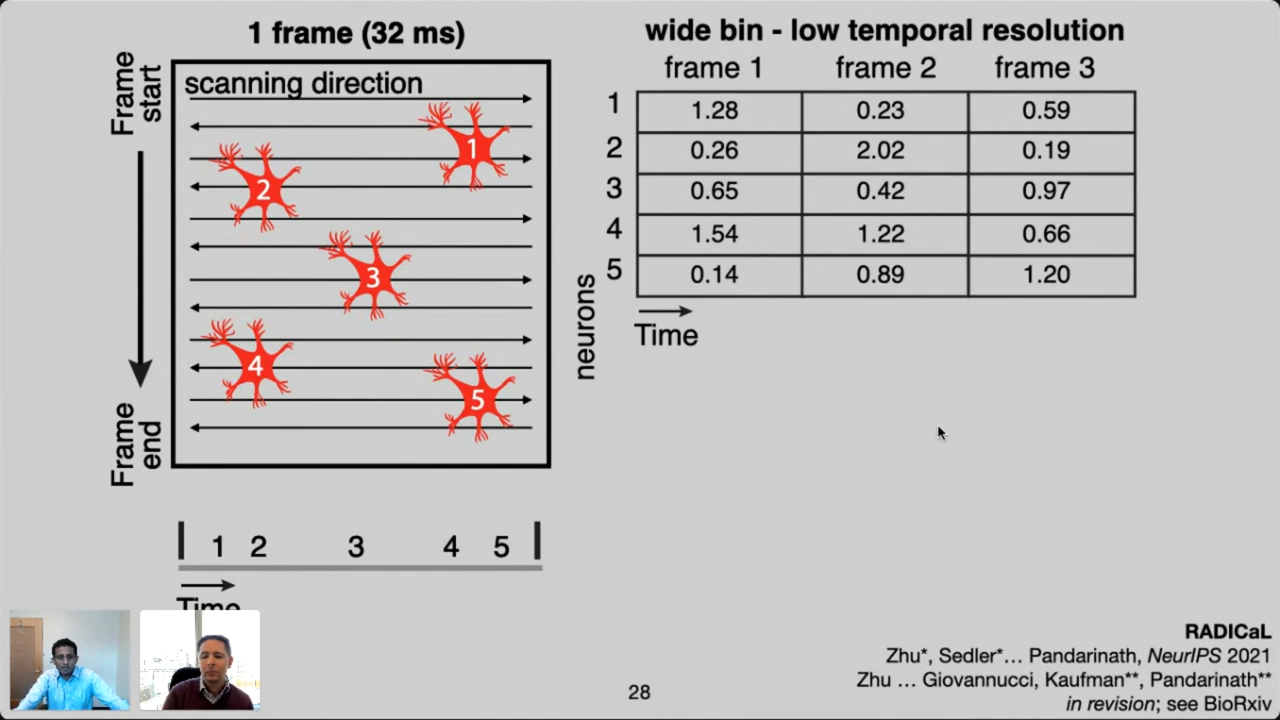 1 frame (32 ms)
Frame start
scanning direction
1
2
3
4
5
Frame end
1 2 3 4 5
Time
wide bin - low temporal resolution
frame 1 frame 2 frame 3
1 1.28 0.23 0.59
2 0.26 2.02 0.19
3 0.65 0.42 0.97
4 1.54 1.22 0.66
5 0.14 0.89 1.20
neurons
Time
28
RADICaL
Zhu*, Sedler*... Pandarinath, NeurIPS 2021
Zhu ... Giovannucci, Kaufman**, Pandarinath**
in revision; see BioRxiv